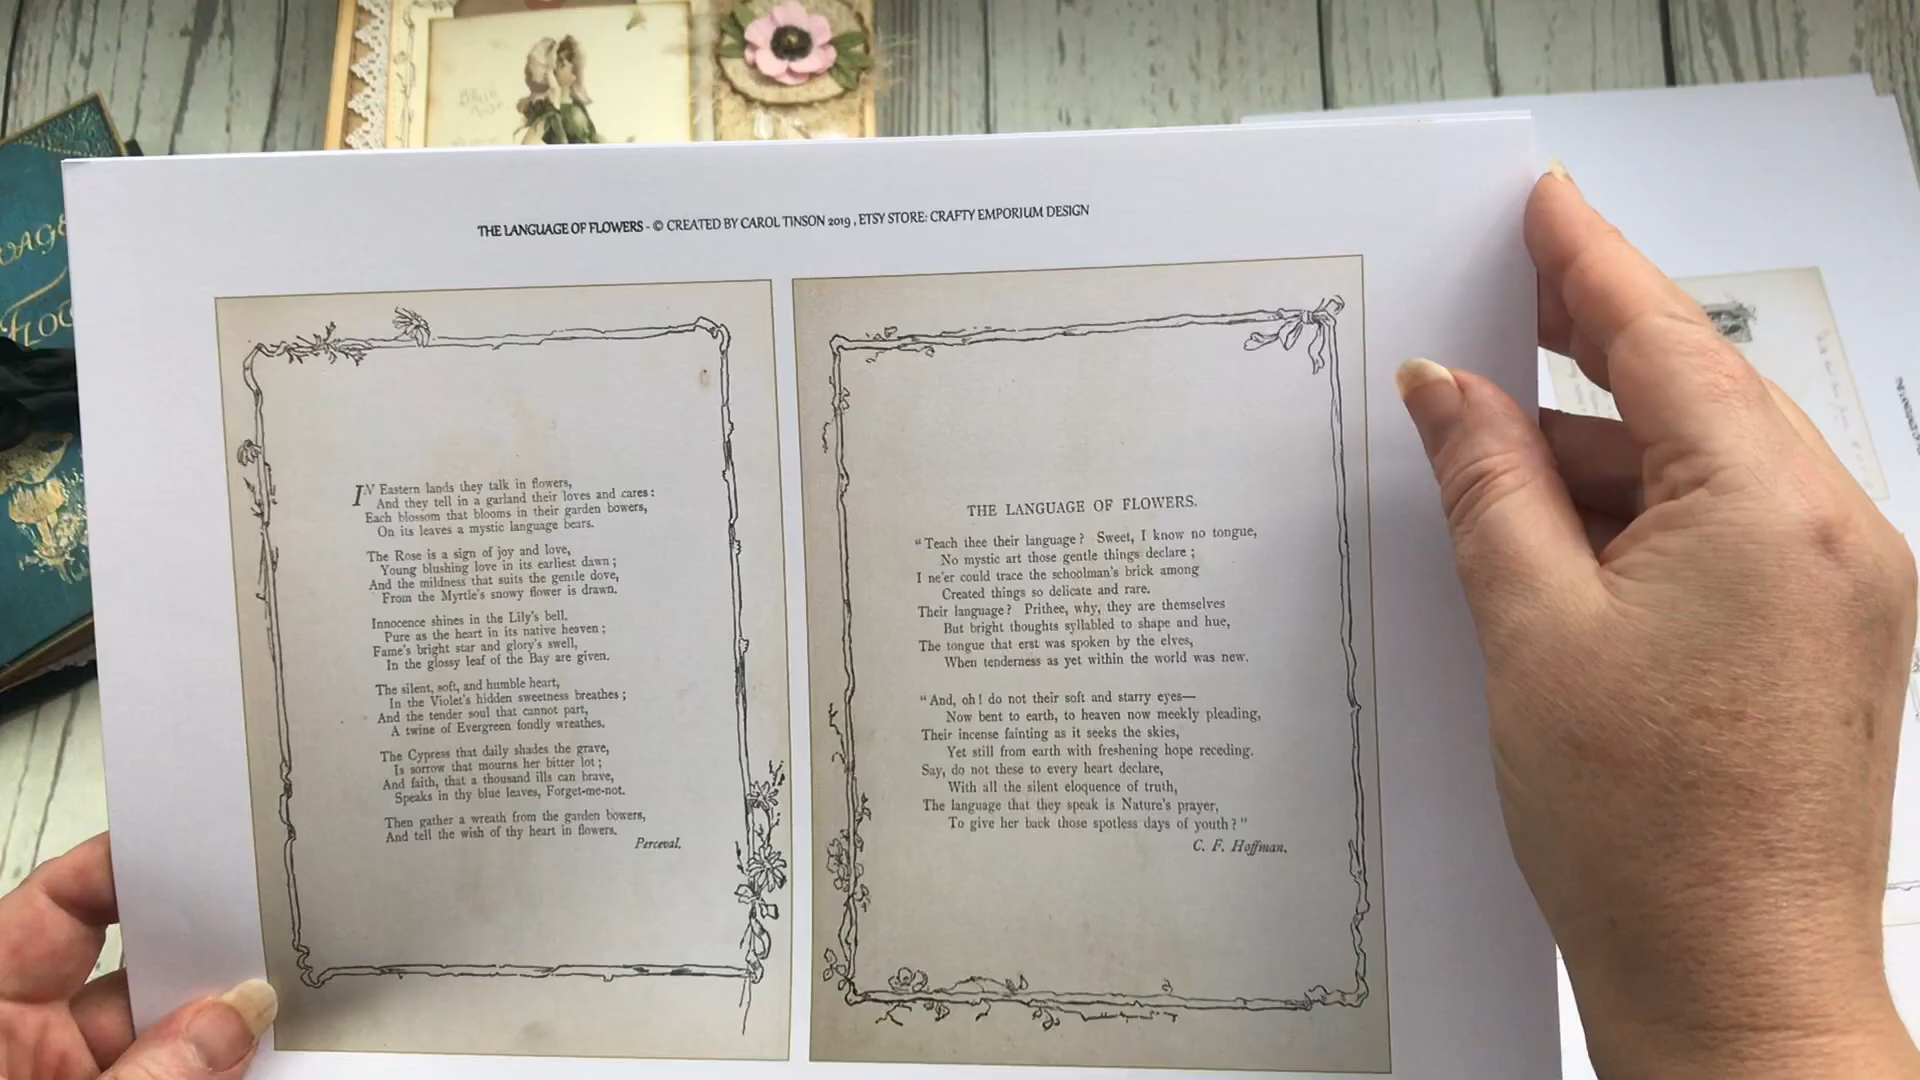 THE LANGUAGE OF FLOWERS - © CREATED BY CAROL TINSON 2019 , ETSY STORE: CRAFTY EMPORIUM DESIGN
IN Eastern lands they talk in flowers,
And they tell in a garland their loves and cares:
Each blossom that blooms in their garden bowers,
On its leaves a mystic language bears.
The Rose is a sign of joy and love,
Young blushing love in its earliest dawn;
And the mildness that suits the gentle dove,
From the Myrtle's snowy flower is drawn.
Innocence shines in the Lily's bell,
Pure as the heart in its native heaven;
Fame's bright star and glory's swell,
In the glossy leaf of the Bay are given.
The silent, soft, and humble heart,
In the Violet's hidden sweetness breathes;
And the tender soul that cannot part,
A twine of Evergreen fondly wreathes.
The Cypress that daily shades the grave,
Is sorrow that mourns her bitter lot;
And faith, that a thousand ills can brave,
Speaks in thy blue leaves, Forget-me-not.
Then gather a wreath from the garden bowers,
And tell the wish of thy heart in flowers.
Perceval.
THE LANGUAGE OF FLOWERS.
"Teach thee their language? Sweet, I know no tongue,
No mystic art those gentle things declare;
I ne'er could trace the schoolman's brick among
Created things so delicate and rare.
Their language? Prithee, why, they are themselves
But bright thoughts syllabled to shape and hue,
The tongue that erst was spoken by the elves,
When tenderness as yet within the world was new.
"And, oh! do not their soft and starry eyes—
Now bent to earth, to heaven now meekly pleading,
Their incense fainting as it seeks the skies,
Yet still from earth with freshening hope receding.
Say, do not these to every heart declare,
With all the silent eloquence of truth,
The language that they speak is Nature's prayer,
To give her back those spotless days of youth?"
C. F. Hoffman.